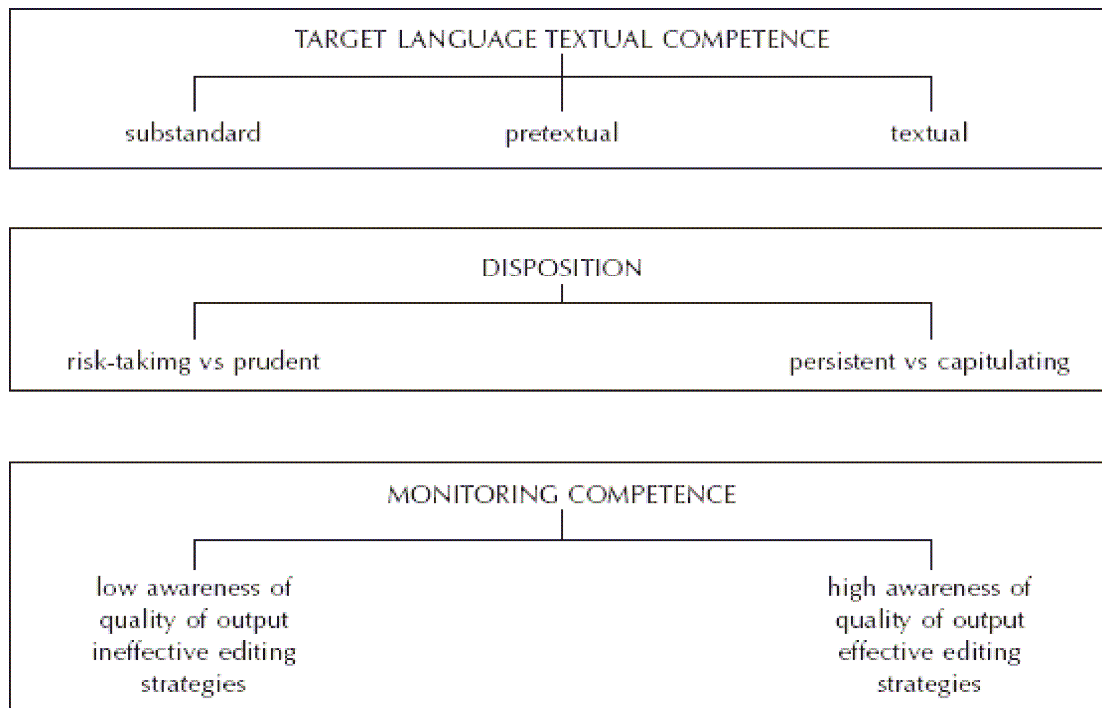 TARGET LANGUAGE TEXTUAL COMPETENCE
substandard pretextual textual
DISPOSITION
risk-takimg vs prudent persistent vs capitulating
MONITORING COMPETENCE
low awareness of
quality of output
ineffective editing
strategies
high awareness of
quality of output
effective editing
strategies